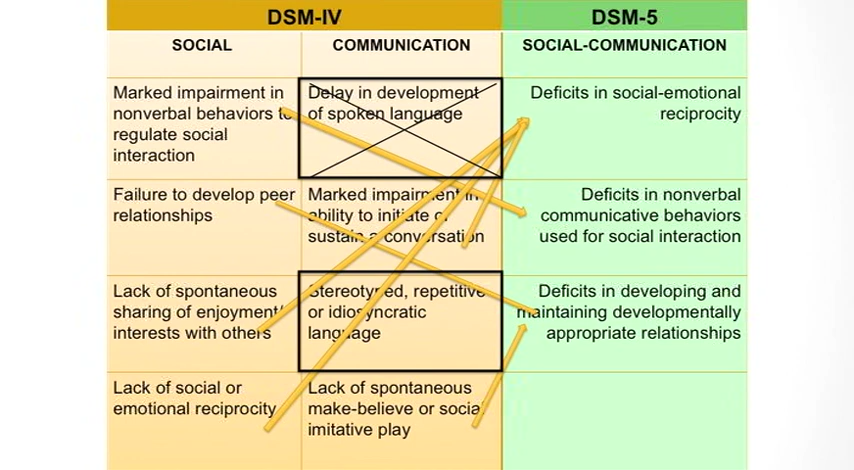 DSM-IV DSM-5
SOCIAL COMMUNICATION SOCIAL-COMMUNICATION
Marked impairment in
nonverbal behaviors to
regulate social
interaction
Delay in development
of spoken language
Deficits in social-emotional
reciprocity
Failure to develop peer
relationships
Marked impairment in
ability to initiate or
sustain a conversation
Deficits in nonverbal
communicative behaviors
used for social interaction
Lack of spontaneous
sharing of enjoyment/
interests with others
Stereotyped, repetitive
or idiosyncratic
language
Deficits in developing and
maintaining developmentally
appropriate relationships
Lack of social or
emotional reciprocity
Lack of spontaneous
make-believe or social
imitative play